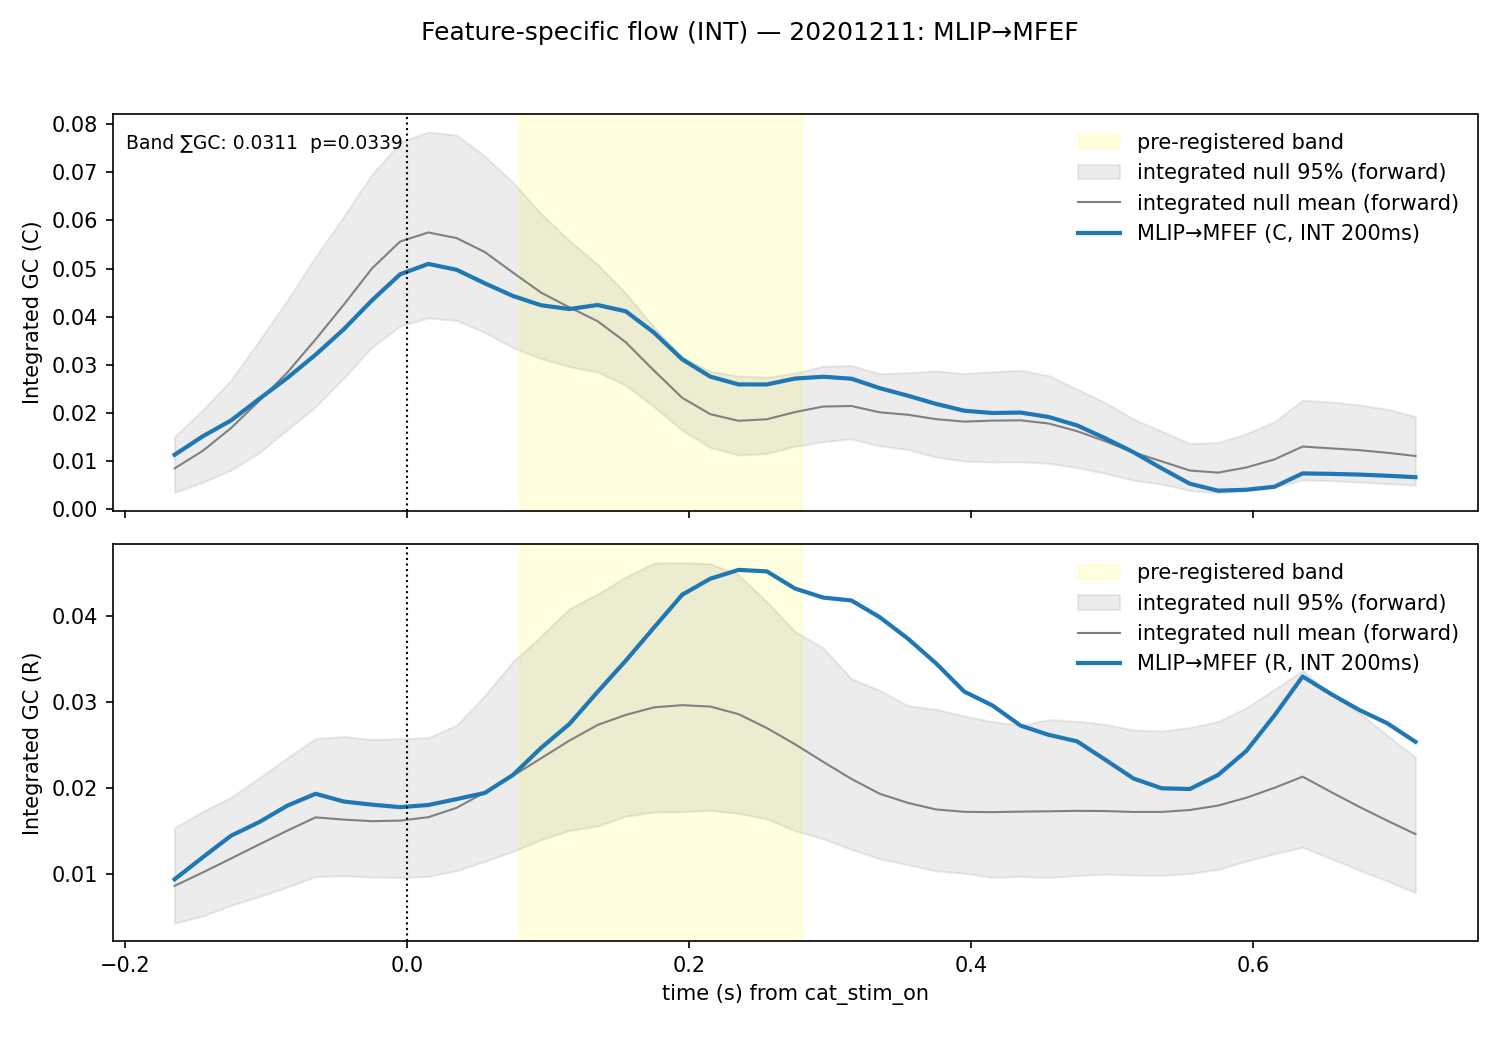 Feature-specific flow (INT) — 20201211: MLIP→MFEF
Band ∑GC: 0.0311  p=0.0339
pre-registered band
integrated null 95% (forward)
integrated null mean (forward)
MLIP→MFEF (C, INT 200ms)
Integrated GC (C)
0.08
0.07
0.06
0.05
0.04
0.03
0.02
0.01
0.00
pre-registered band
integrated null 95% (forward)
integrated null mean (forward)
MLIP→MFEF (R, INT 200ms)
Integrated GC (R)
0.04
0.03
0.02
0.01
−0.2 0.0 0.2 0.4 0.6
time (s) from cat_stim_on